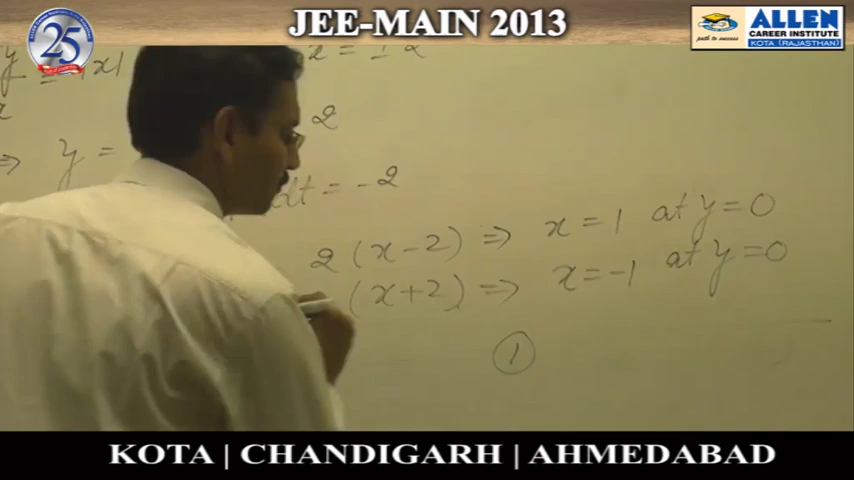 JEE-MAIN 2013
25
ALLEN
CAREER INSTITUTE
KOTA (RAJASTHAN)
path to success
x = ± 2
y = |x|
2
⇒ y =
dt = -2
2 (x-2) ⇒ x = 1 at y = 0
(x+2) ⇒ x = -1 at y = 0
1
KOTA | CHANDIGARH | AHMEDABAD